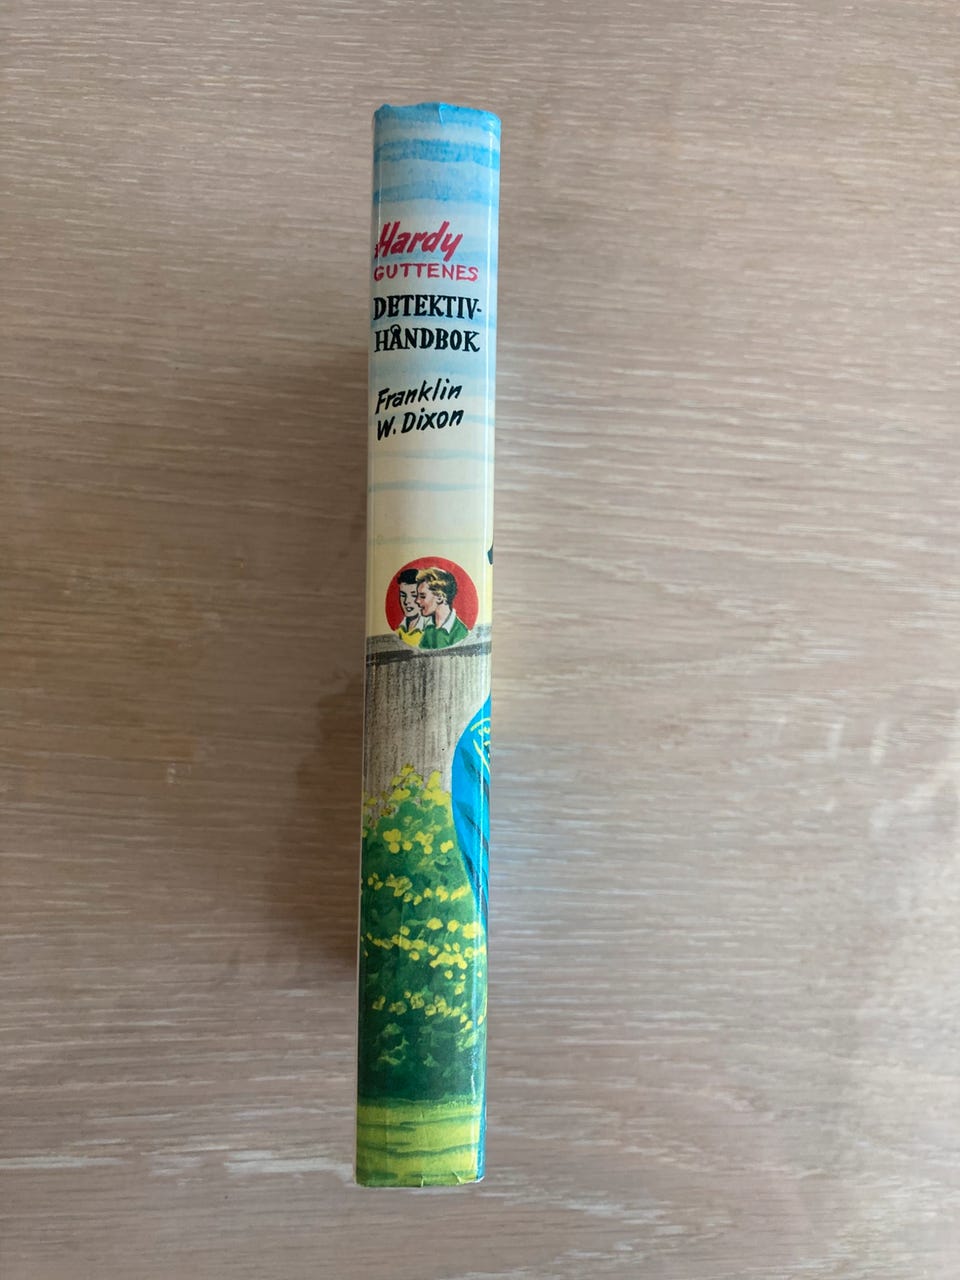 Hardy
GUTTENES
DETEKTIV-
HÅNDBOK
Franklin
W. Dixon